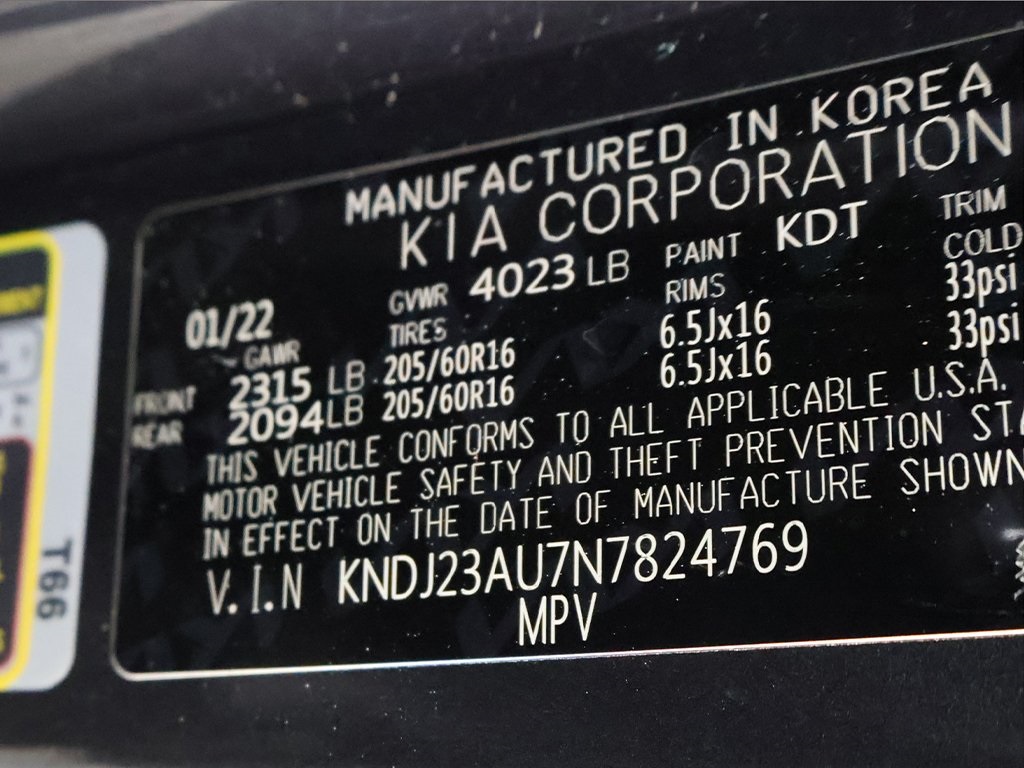 MANUFACTURED IN KOREA
KIA CORPORATION
01/22 GVWR 4023 LB PAINT KDT TRIM
GAWR TIRES RIMS COLD
FRONT 2315 LB 205/60R16 6.5Jx16 33psi
REAR 2094 LB 205/60R16 6.5Jx16 33psi
THIS VEHICLE CONFORMS TO ALL APPLICABLE U.S.A.
MOTOR VEHICLE SAFETY AND THEFT PREVENTION
IN EFFECT ON THE DATE OF MANUFACTURE SHOWN
V.I.N KNDJ23AU7N7824769
MPV
T66